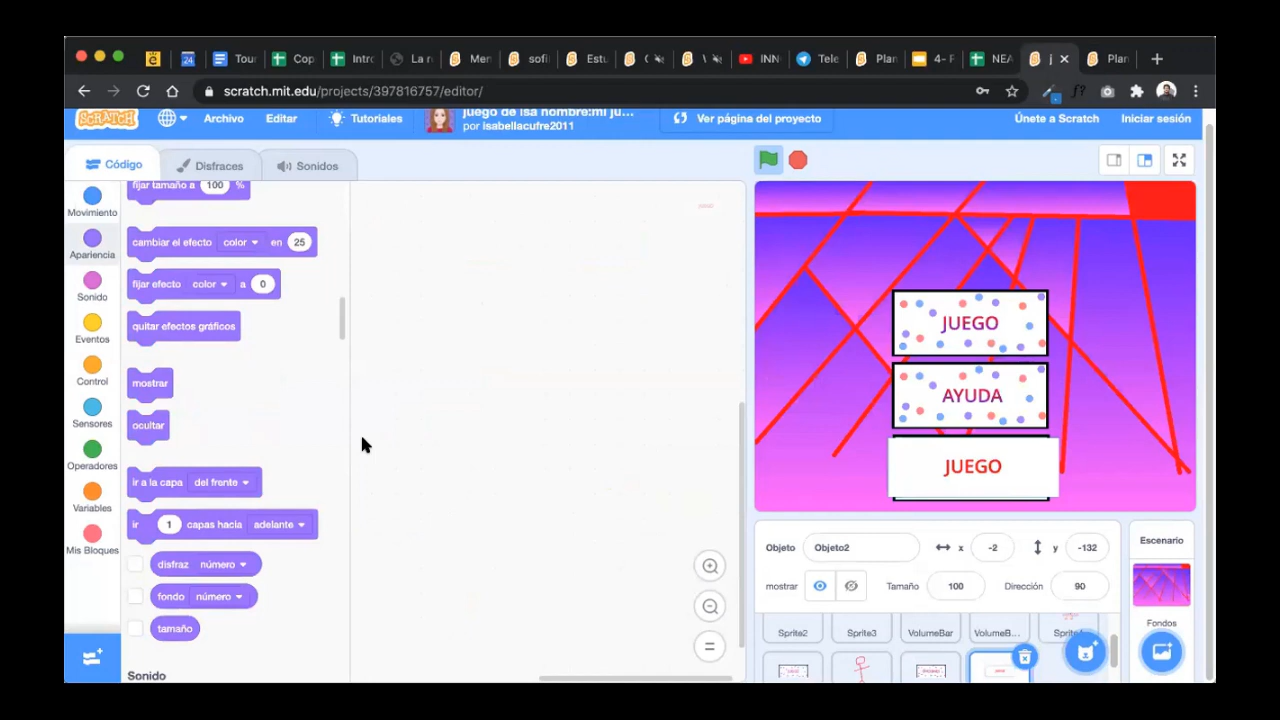 24
Tour
Cop
Intro
La r
Mer
sofi
Estu
INN
Tele
Plan
4- F
NEA
j
Plan
scratch.mit.edu/projects/397816757/editor/
f?
SCRATCH
Archivo
Editar
Tutoriales
juego de isa hombre:mi ju...
por isabellacufre2011
Ver página del proyecto
Únete a Scratch
Iniciar sesión
Código
Disfraces
Sonidos
Movimiento
Apariencia
Sonido
Eventos
Control
Sensores
Operadores
Variables
Mis Bloques
fijar tamaño a 100 %
cambiar el efecto color en 25
fijar efecto color a 0
quitar efectos gráficos
mostrar
ocultar
ir a la capa del frente
ir 1 capas hacia adelante
disfraz número
fondo número
tamaño
Sonido
JUEGO
AYUDA
JUEGO
Objeto Objeto2 x -2 y -132
mostrar Tamaño 100 Dirección 90
Sprite2
Sprite3
VolumeBar
VolumeB...
Escenario
Fondos